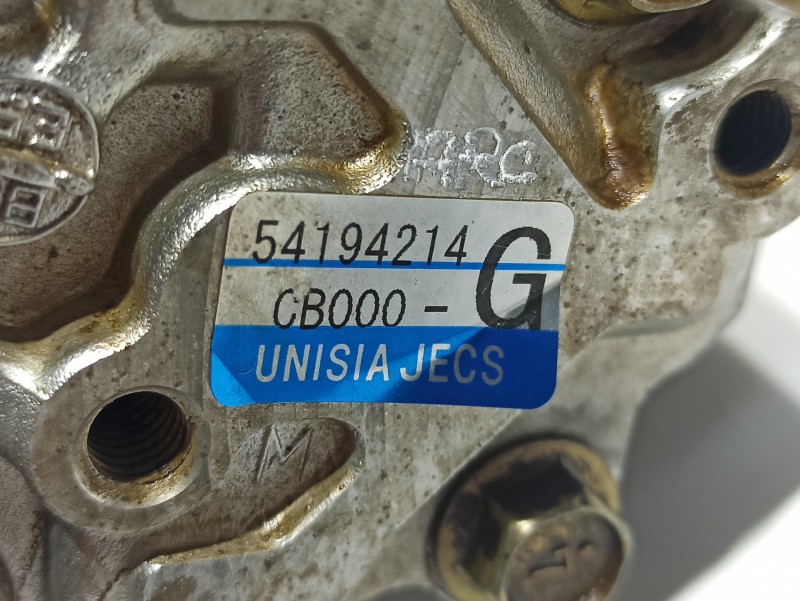 54194214 G
CB000 -
UNISIA JECS
M